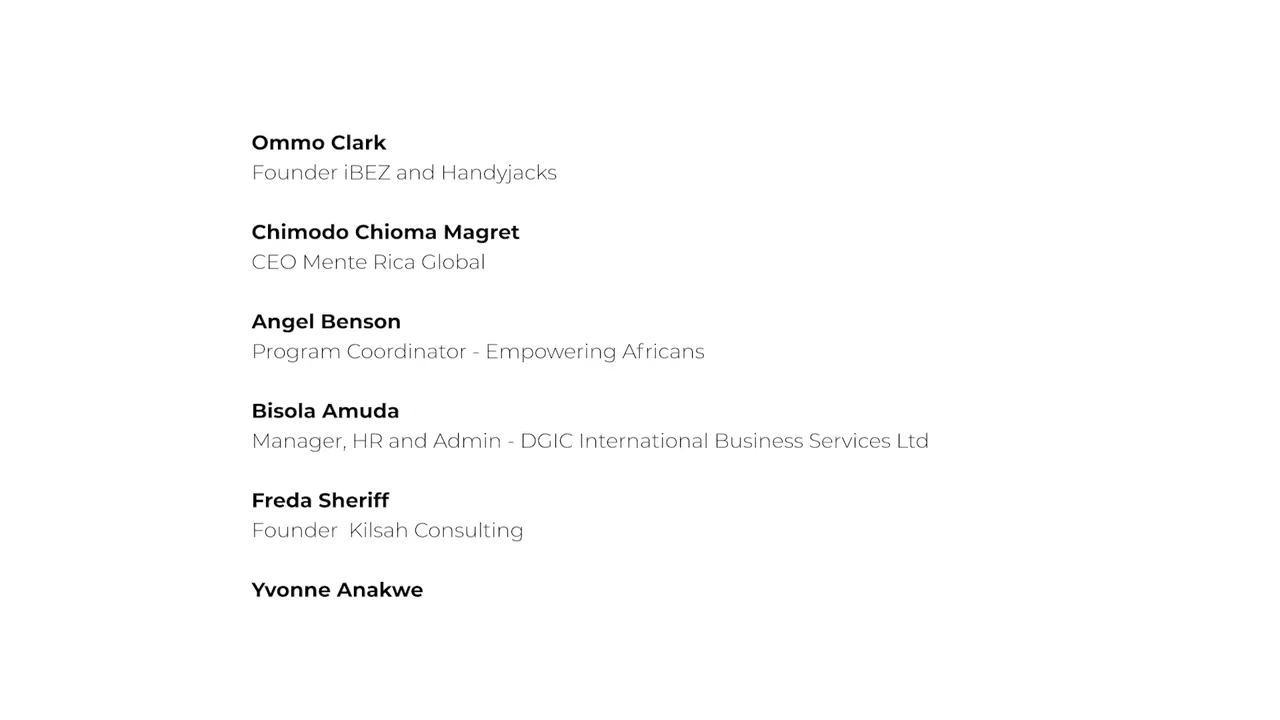 Ommo Clark
Founder iBEZ and Handyjacks
Chimodo Chioma Magret
CEO Mente Rica Global
Angel Benson
Program Coordinator - Empowering Africans
Bisola Amuda
Manager, HR and Admin - DGIC International Business Services Ltd
Freda Sheriff
Founder  Kilsah Consulting
Yvonne Anakwe